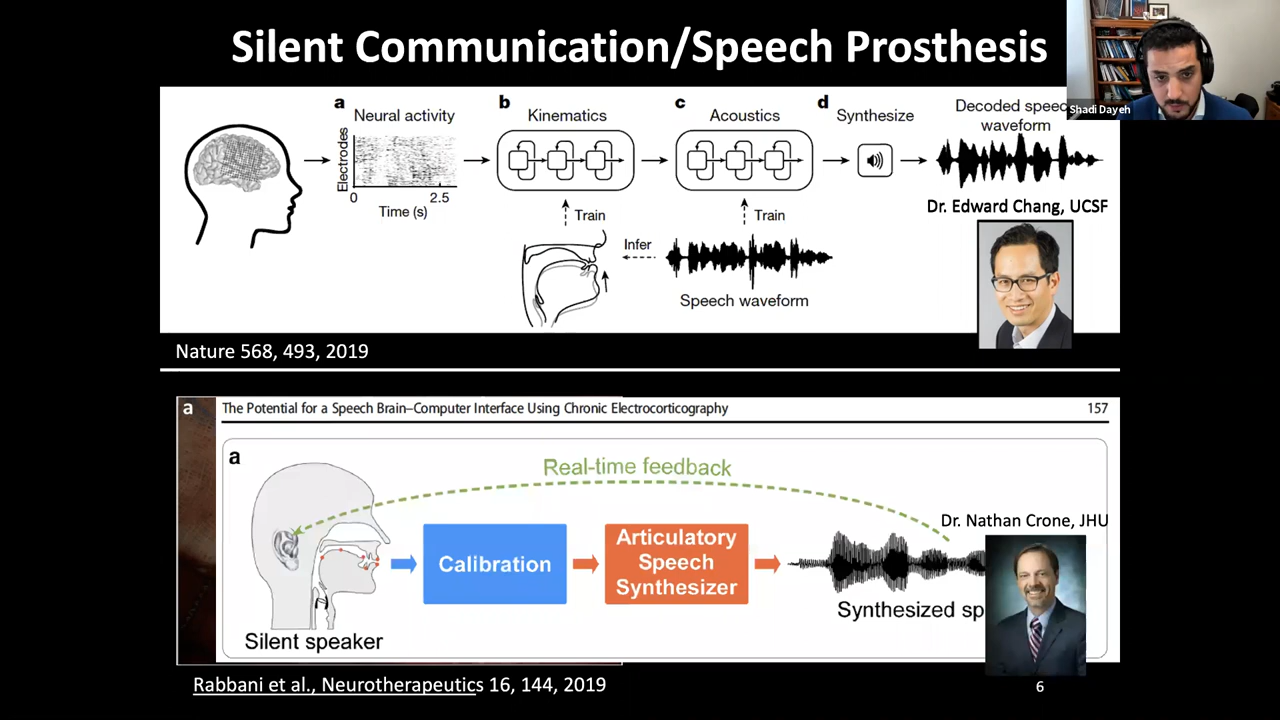 Silent Communication/Speech Prosthesis
Shadi Dayeh
a
Neural activity
Electrodes
0
2.5
Time (s)
b
Kinematics
Train
Infer
c
Acoustics
Train
Speech waveform
d
Synthesize
Decoded speec
waveform
Dr. Edward Chang, UCSF
Nature 568, 493, 2019
a
The Potential for a Speech Brain–Computer Interface Using Chronic Electrocorticography
157
a
Real-time feedback
Dr. Nathan Crone, JHU
Calibration
Articulatory
Speech
Synthesizer
Synthesized sp
Silent speaker
Rabbani et al., Neurotherapeutics 16, 144, 2019
6